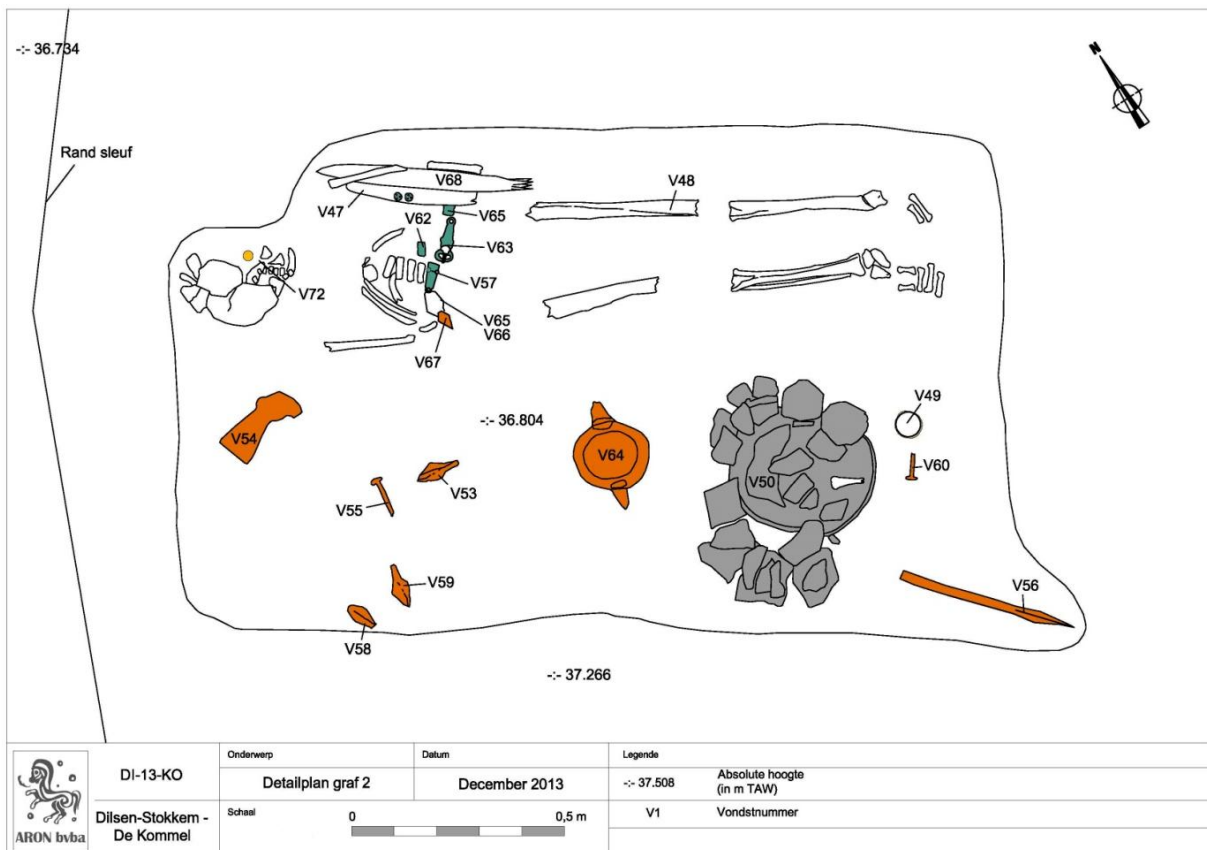 -:- 36.734
N
Rand sleuf
V68
V48
V47
V62
V65
V63
V57
V72
V65
V66
V67
V49
-:- 36.804
V54
V64
V60
V50
V53
V55
V59
V56
V58
-:- 37.266
ARON bvba
DI-13-KO
Dilsen-Stokkem -
De Kommel
Onderwerp
Detailplan graf 2
Datum
December 2013
Schaal
0
0,5 m
Legende
-:- 37.508
Absolute hoogte
(in m TAW)
V1
Vondstnummer